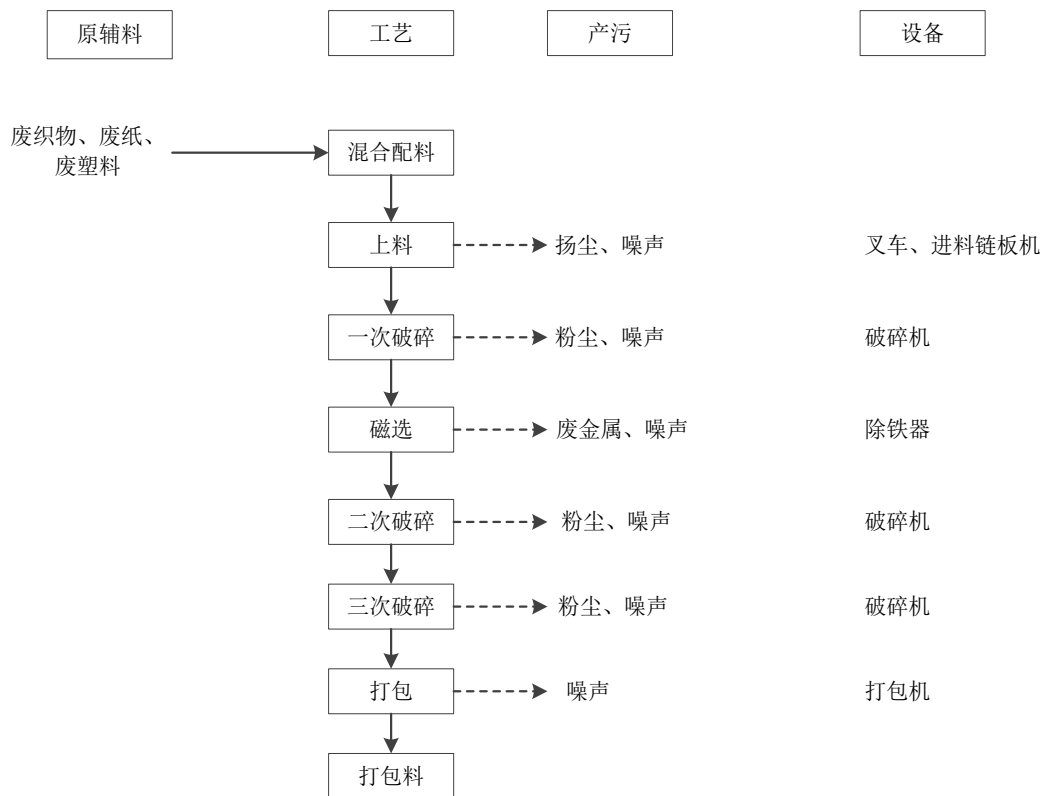 原辅料
工艺
产污
设备
废织物、废纸、
废塑料
混合配料
上料
扬尘、噪声
叉车、进料链板机
一次破碎
粉尘、噪声
破碎机
磁选
废金属、噪声
除铁器
二次破碎
粉尘、噪声
破碎机
三次破碎
粉尘、噪声
破碎机
打包
噪声
打包机
打包料